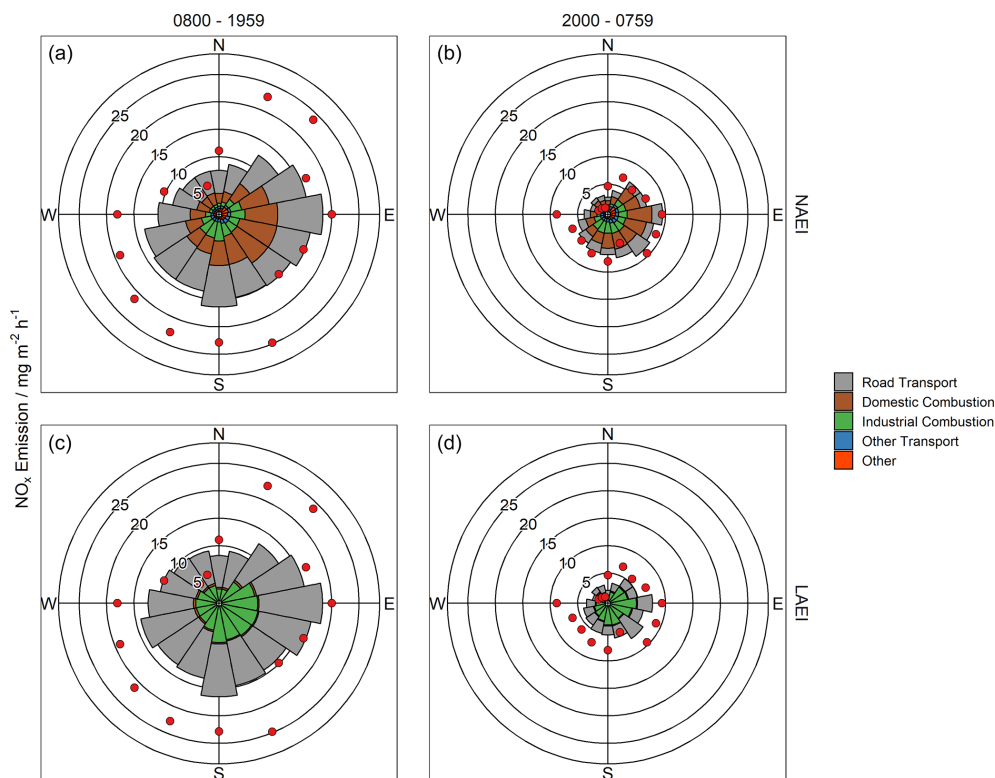 0800 - 1959
2000 - 0759
(a)
N
25
20
15
10
5
W
E
S
(b)
N
25
20
15
10
5
W
E
S
NAEI
NOx Emission / mg m⁻² h⁻¹
Road Transport
Domestic Combustion
Industrial Combustion
Other Transport
Other
(c)
N
25
20
15
10
5
W
E
S
(d)
N
25
20
15
10
5
W
E
S
LAEI